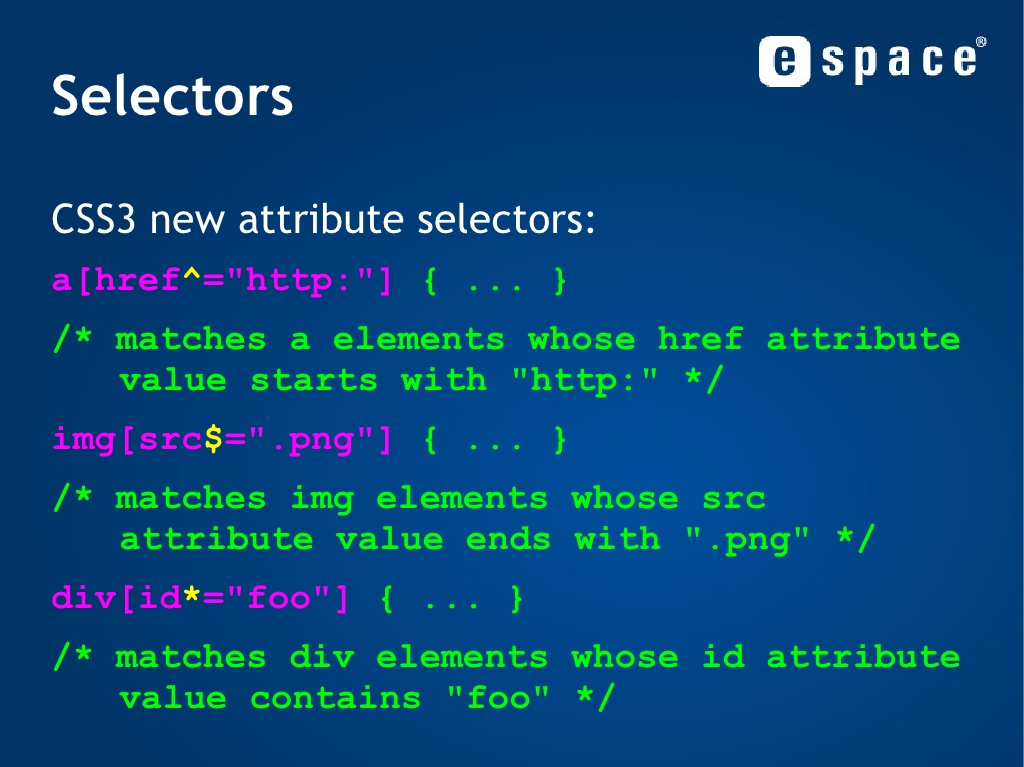 e space®
Selectors
CSS3 new attribute selectors:
a[href^="http:"] { ... }
/* matches a elements whose href attribute
value starts with "http:" */
img[src$=".png"] { ... }
/* matches img elements whose src
attribute value ends with ".png" */
div[id*="foo"] { ... }
/* matches div elements whose id attribute
value contains "foo" */